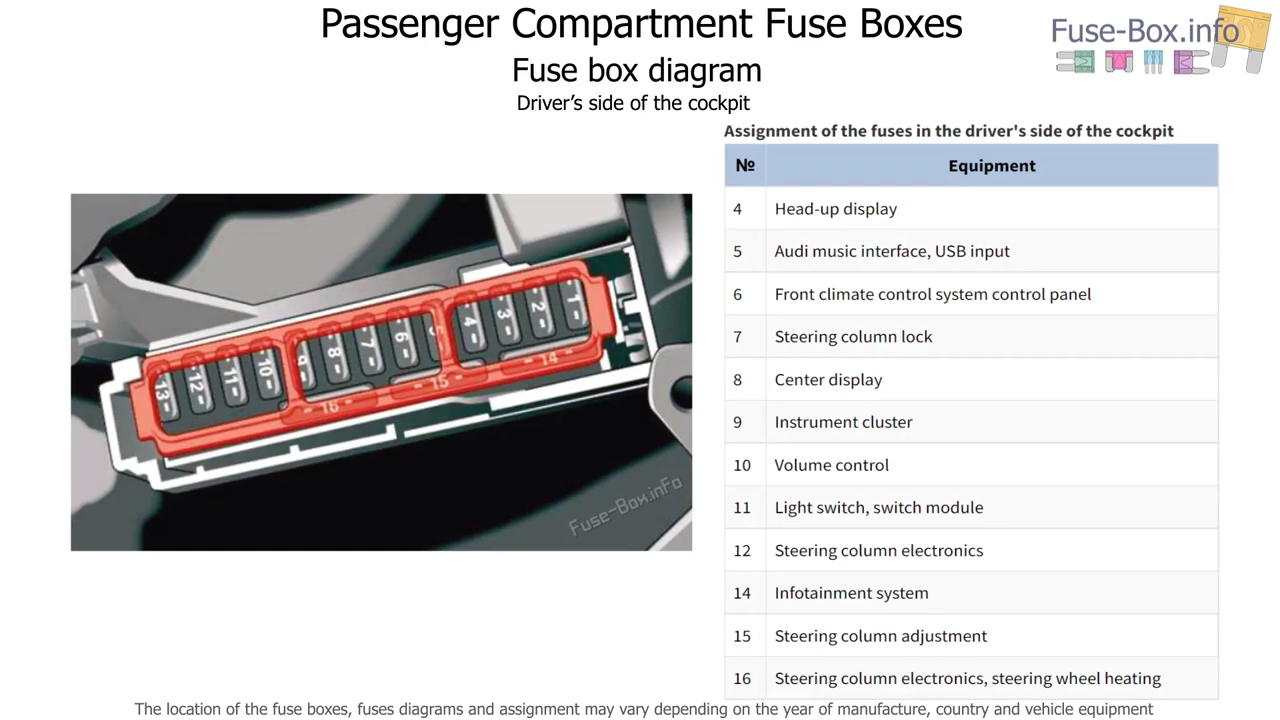 Passenger Compartment Fuse Boxes
Fuse-Box.info
Fuse box diagram
Driver’s side of the cockpit
Assignment of the fuses in the driver's side of the cockpit
№ Equipment
4 Head-up display
5 Audi music interface, USB input
6 Front climate control system control panel
7 Steering column lock
8 Center display
9 Instrument cluster
10 Volume control
11 Light switch, switch module
12 Steering column electronics
14 Infotainment system
15 Steering column adjustment
16 Steering column electronics, steering wheel heating
13 12 11 10 9 8 7 6 5 4 3 2 1
16 15 14
Fuse-Box.inFo
The location of the fuse boxes, fuses diagrams and assignment may vary depending on the year of manufacture, country and vehicle equipment